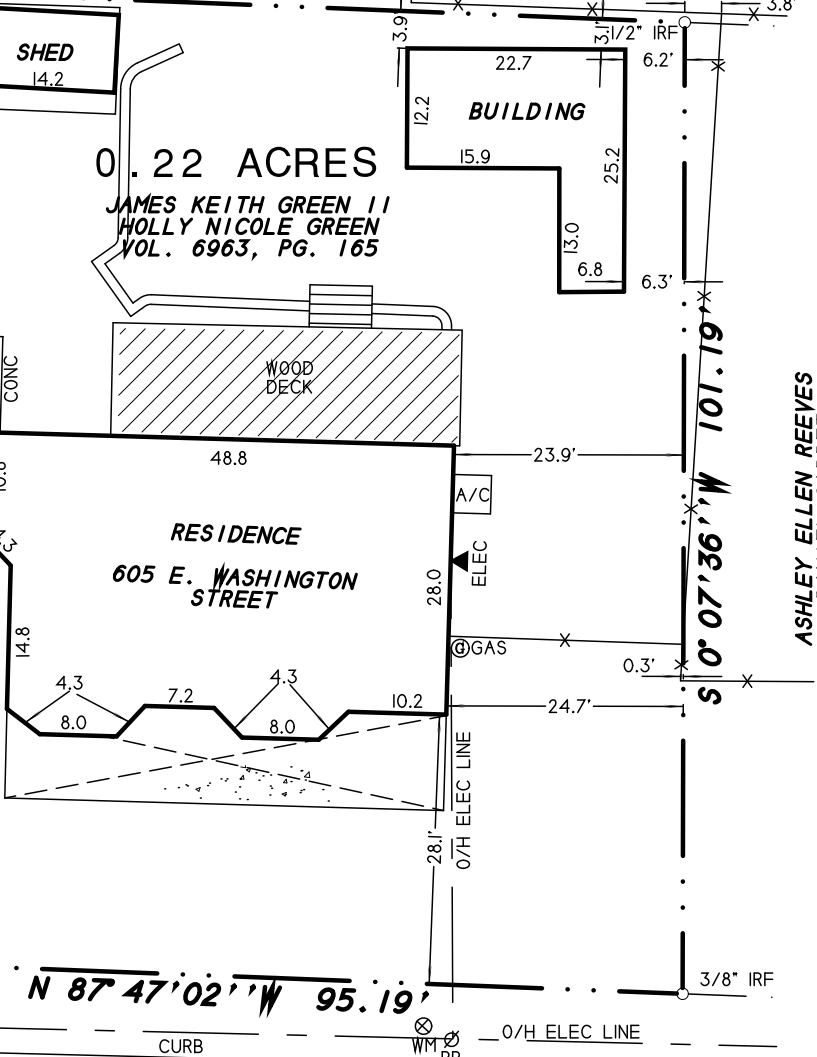 3.9'
3.1'
3.8'
1/2" IRF
SHED
14.2
22.7
6.2'
BUILDING
12.2
15.9
25.2
0.22 ACRES
JAMES KEITH GREEN II
HOLLY NICOLE GREEN
VOL. 6963, PG. 165
13.0
6.8
6.3'
S 0°07'36''W 101.19'
CONC
WOOD
DECK
ASHLEY ELLEN REEVES
48.8
23.9'
A/C
RESIDENCE
605 E. WASHINGTON
STREET
ELEC
28.0
14.8
GAS
0.3'
4.3
4.3
7.2
8.0
8.0
10.2
24.7'
O/H ELEC LINE
28.1'
N 87°47'02''W 95.19'
3/8" IRF
O/H ELEC LINE
CURB
WM
PP